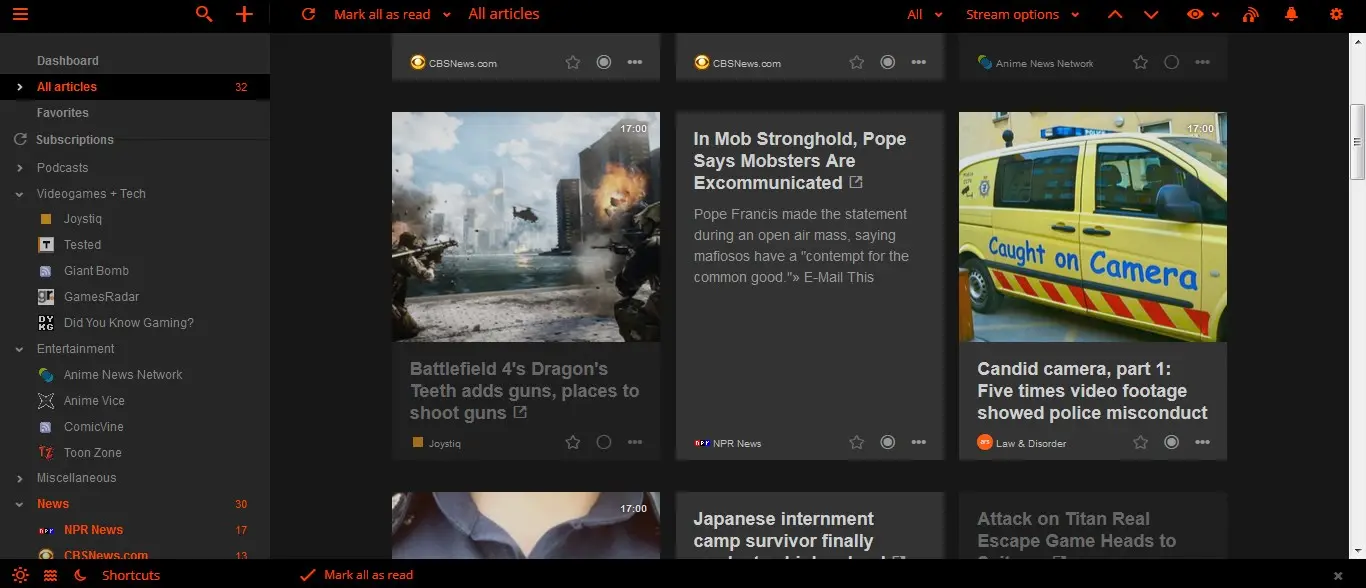 Mark all as read
All articles
All
Stream options
Dashboard
All articles 32
Favorites
Subscriptions
Podcasts
Videogames + Tech
Joystiq
Tested
Giant Bomb
GamesRadar
Did You Know Gaming?
Entertainment
Anime News Network
Anime Vice
ComicVine
Toon Zone
Miscellaneous
News 30
NPR News 17
CBSNews.com 13
Shortcuts
CBSNews.com
CBSNews.com
Anime News Network
17:00
Battlefield 4's Dragon's
Teeth adds guns, places to
shoot guns
Joystiq
In Mob Stronghold, Pope
Says Mobsters Are
Excommunicated
Pope Francis made the statement
during an open air mass, saying
mafiosos have a "contempt for the
common good."» E-Mail This
NPR News
17:00
Caught on Camera
Candid camera, part 1:
Five times video footage
showed police misconduct
Law & Disorder
17:00
Japanese internment
camp survivor finally
Attack on Titan Real
Escape Game Heads to
Mark all as read